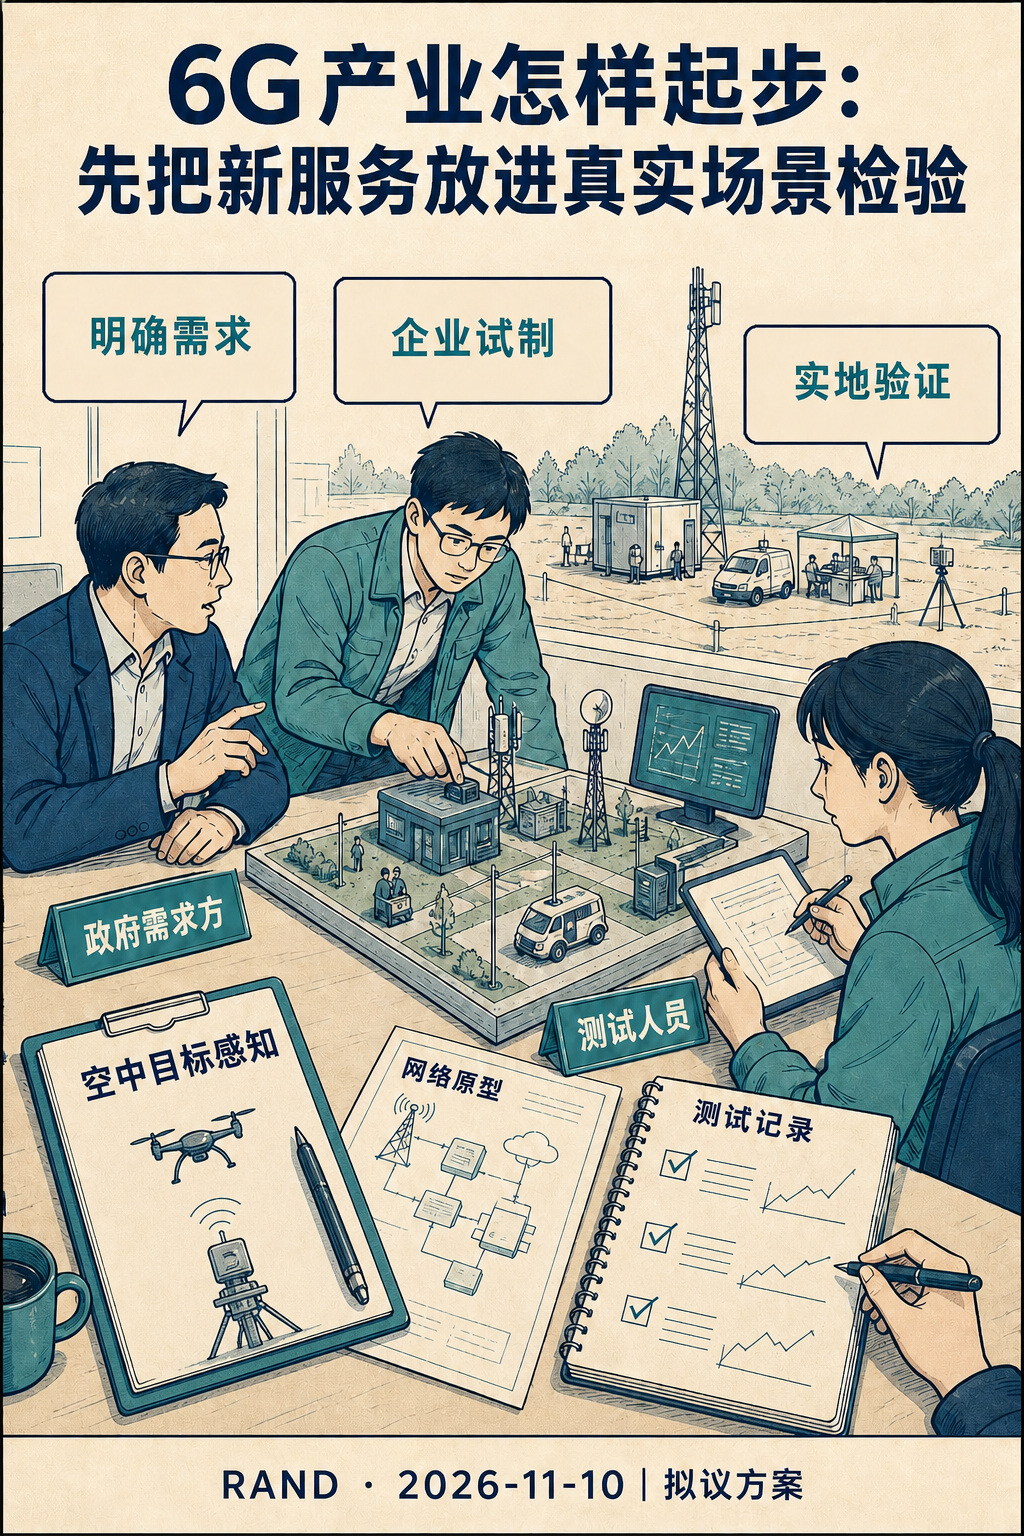 6G产业怎样起步：
先把新服务放进真实场景检验
明确需求
企业试制
实地验证
政府需求方
测试人员
空中目标感知
网络原型
测试记录
RAND · 2026-11-10 | 拟议方案